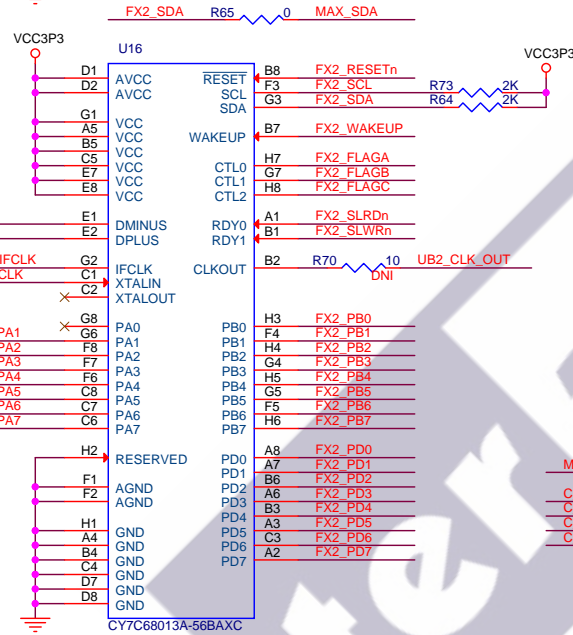 FX2_SDA R65 0 MAX_SDA
VCC3P3 U16 VCC3P3
D1 AVCC RESET B8 FX2_RESETn
D2 AVCC SCL F3 FX2_SCL R73 2K
SDA G3 FX2_SDA R64 2K
G1 VCC
A5 VCC WAKEUP B7 FX2_WAKEUP
B5 VCC
C5 VCC CTL0 H7 FX2_FLAGA
E7 VCC CTL1 G7 FX2_FLAGB
E8 VCC CTL2 H8 FX2_FLAGC
E1 DMINUS RDY0 A1 FX2_SLRDn
E2 DPLUS RDY1 B1 FX2_SLWRn
IFCLK G2 IFCLK CLKOUT B2 R70 10 UB2_CLK_OUT
CLK C1 XTALIN DNI
C2 XTALOUT
G8 PA0 PB0 H3 FX2_PB0
PA1 G6 PA1 PB1 F4 FX2_PB1
PA2 F8 PA2 PB2 H4 FX2_PB2
PA3 F7 PA3 PB3 G4 FX2_PB3
PA4 F6 PA4 PB4 H5 FX2_PB4
PA5 C8 PA5 PB5 G5 FX2_PB5
PA6 C7 PA6 PB6 F5 FX2_PB6
PA7 C6 PA7 PB7 H6 FX2_PB7
H2 RESERVED PD0 A8 FX2_PD0
PD1 A7 FX2_PD1
F1 AGND PD2 B6 FX2_PD2
F2 AGND PD3 A6 FX2_PD3
PD4 B3 FX2_PD4
H1 GND PD5 A3 FX2_PD5
A4 GND PD6 C3 FX2_PD6
B4 GND PD7 A2 FX2_PD7
C4 GND
D7 GND
D8 GND
CY7C68013A-56BAXC